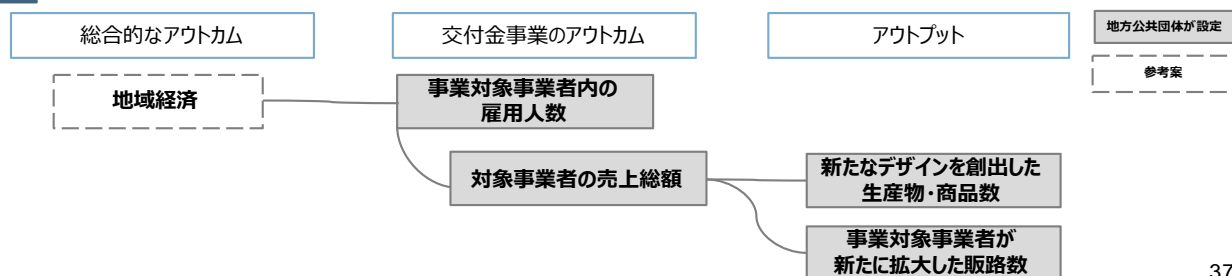 総合的なアウトカム
交付金事業のアウトカム
アウトプット
地方公共団体が設定
参考案
地域経済
事業対象事業者内の
雇用人数
対象事業者の売上総額
新たなデザインを創出した
生産物・商品数
事業対象事業者が
新たに拡大した販路数
37